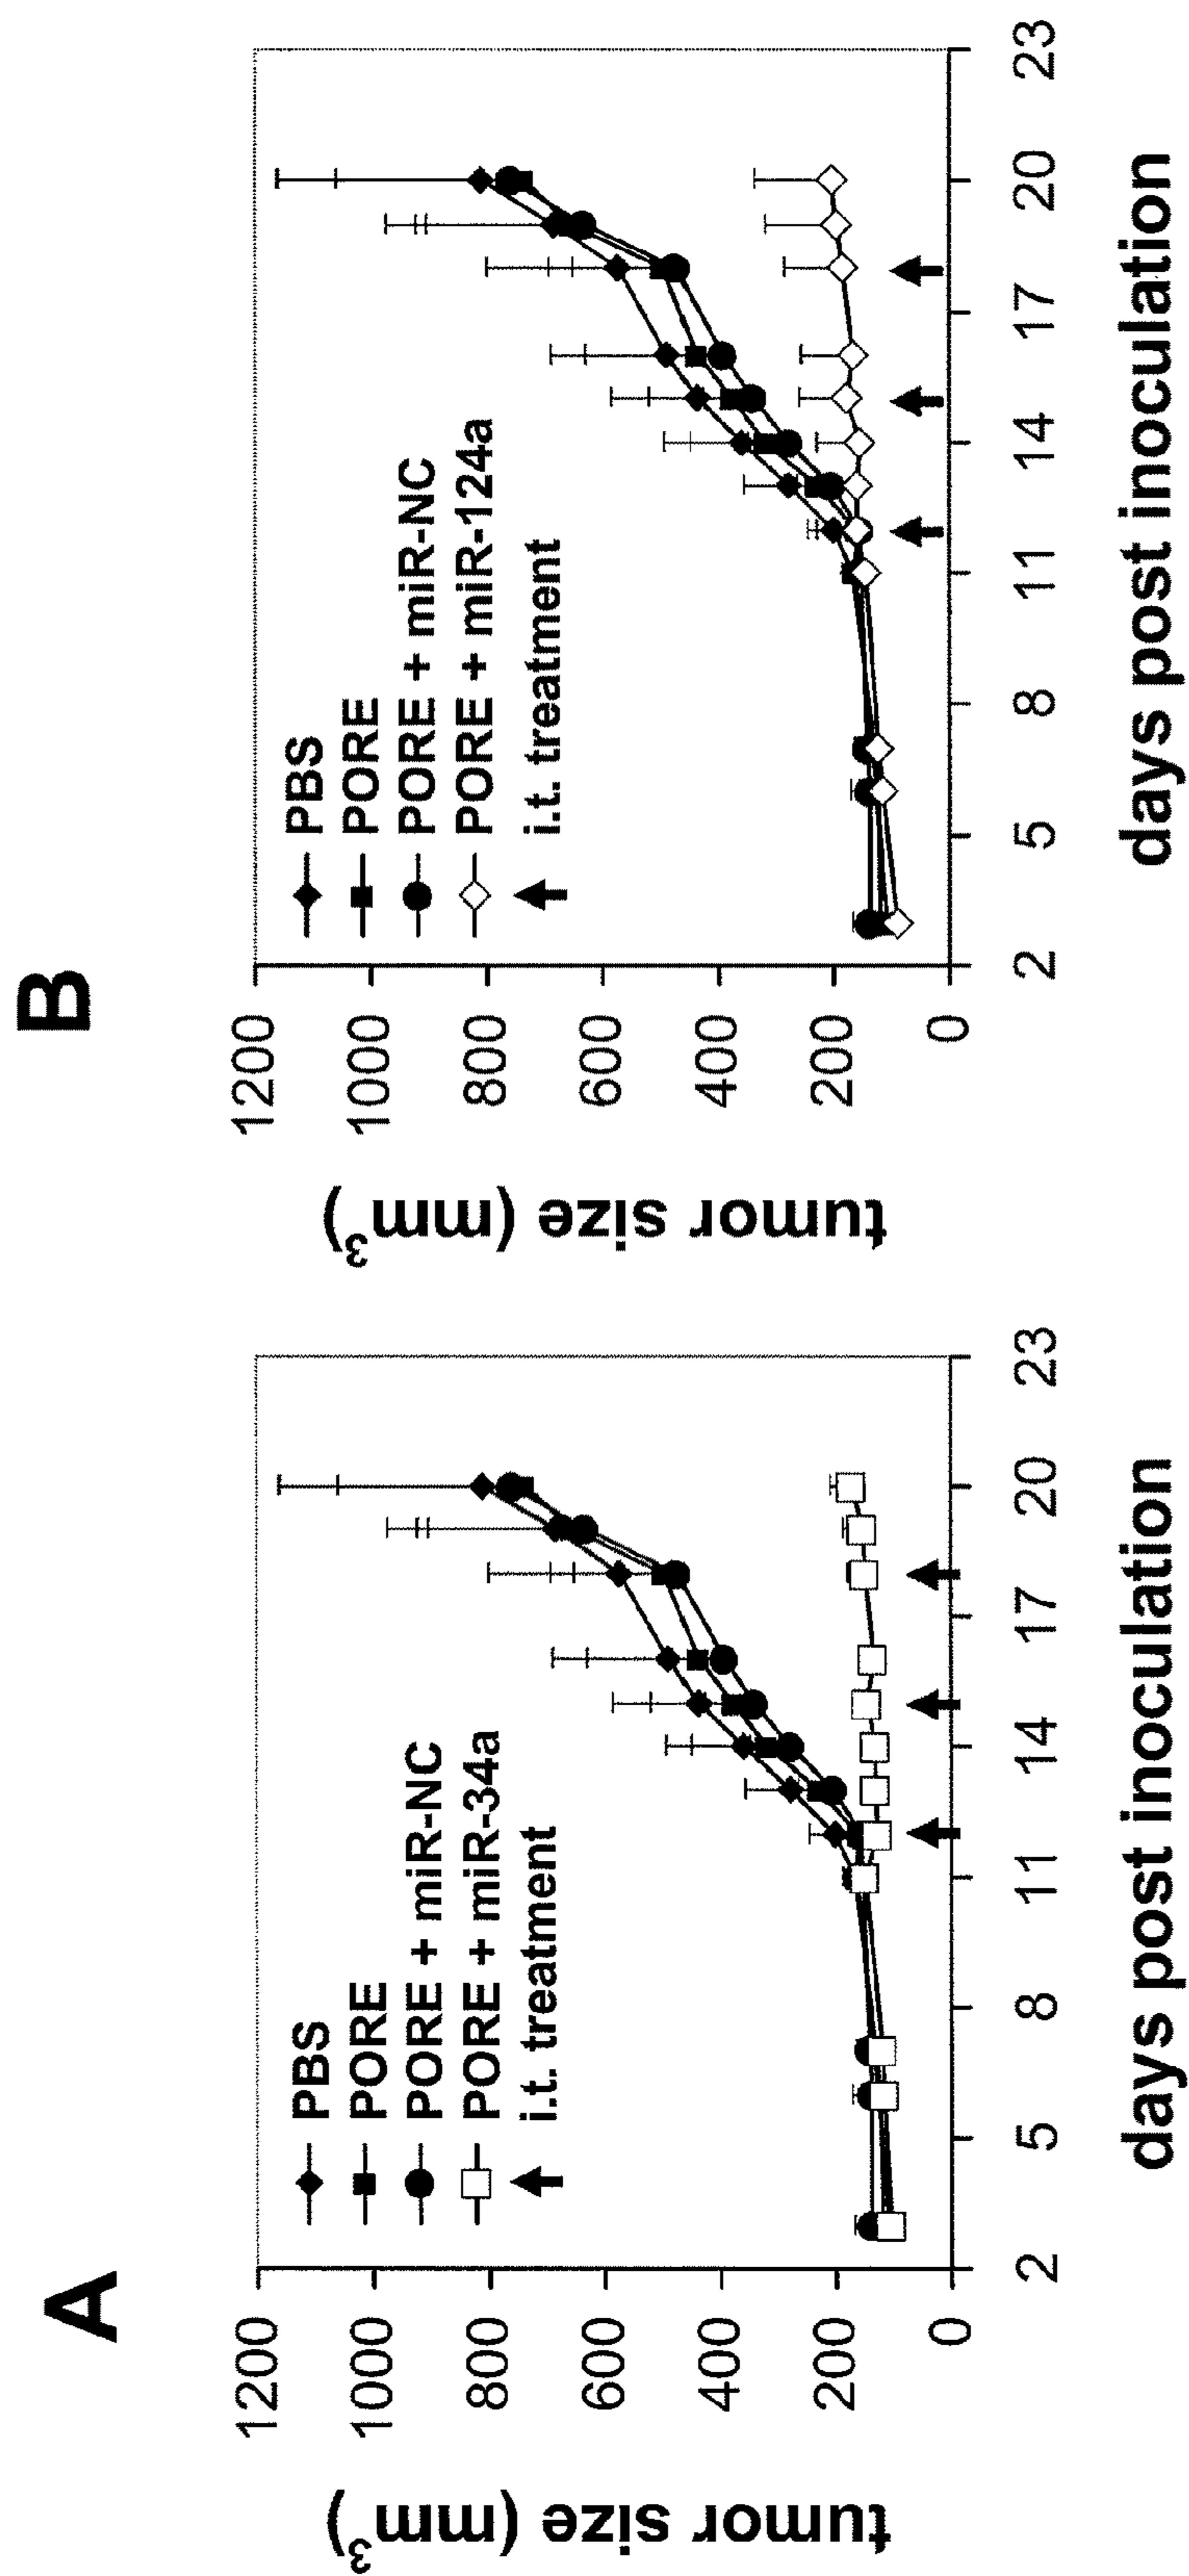 A
tumor size (mm³)
1200
1000
800
600
400
200
0
PBS
PORE
PORE + miR-NC
PORE + miR-34a
i.t. treatment
2 5 8 11 14 17 20 23
days post inoculation
B
tumor size (mm³)
1200
1000
800
600
400
200
0
PBS
PORE
PORE + miR-NC
PORE + miR-124a
i.t. treatment
2 5 8 11 14 17 20 23
days post inoculation